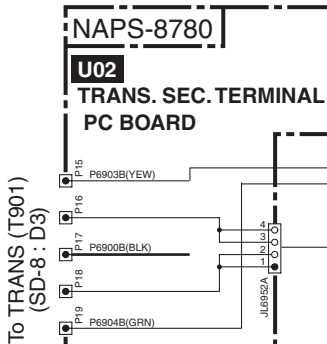 NAPS-8780
U02
TRANS. SEC. TERMINAL
PC BOARD
To TRANS (T901)
(SD-8 : D3)
P15
P6903B(YEW)
P16
P17
P6900B(BLK)
P18
P19
P6904B(GRN)
4
3
2
1
JL6952A